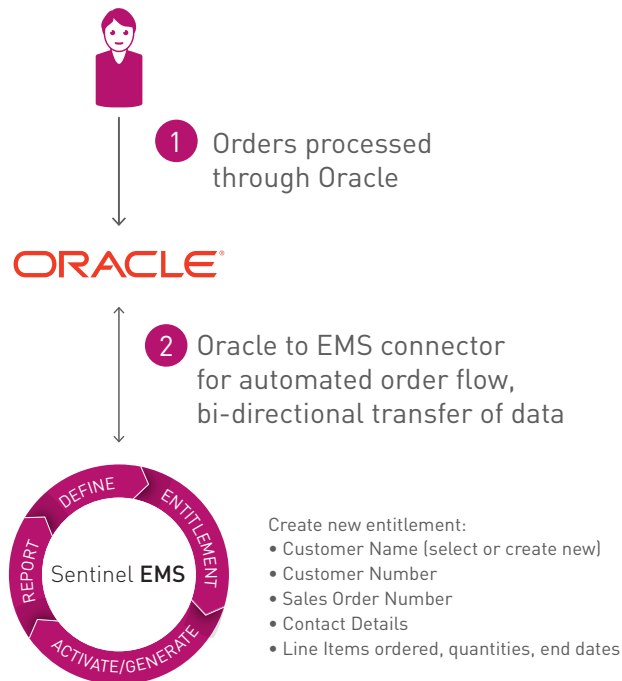 1 Orders processed
through Oracle
ORACLE®
2 Oracle to EMS connector
for automated order flow,
bi-directional transfer of data
DEFINE
ENTITLEMENT
ACTIVATE/GENERATE
REPORT
Sentinel EMS
Create new entitlement:
• Customer Name (select or create new)
• Customer Number
• Sales Order Number
• Contact Details
• Line Items ordered, quantities, end dates